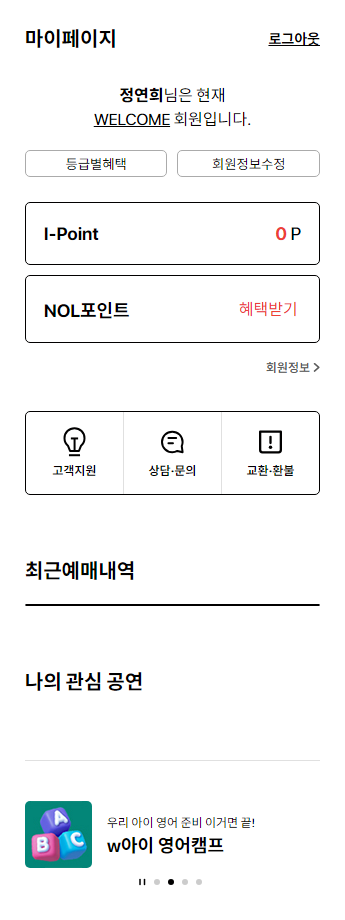 마이페이지
로그아웃
정연희님은 현재
WELCOME 회원입니다.
등급별혜택
회원정보수정
I-Point
0 P
NOL포인트
혜택받기
회원정보
고객지원
상담·문의
교환·환불
최근예매내역
나의 관심 공연
A
B
C
우리 아이 영어 준비 이거면 끝!
w아이 영어캠프